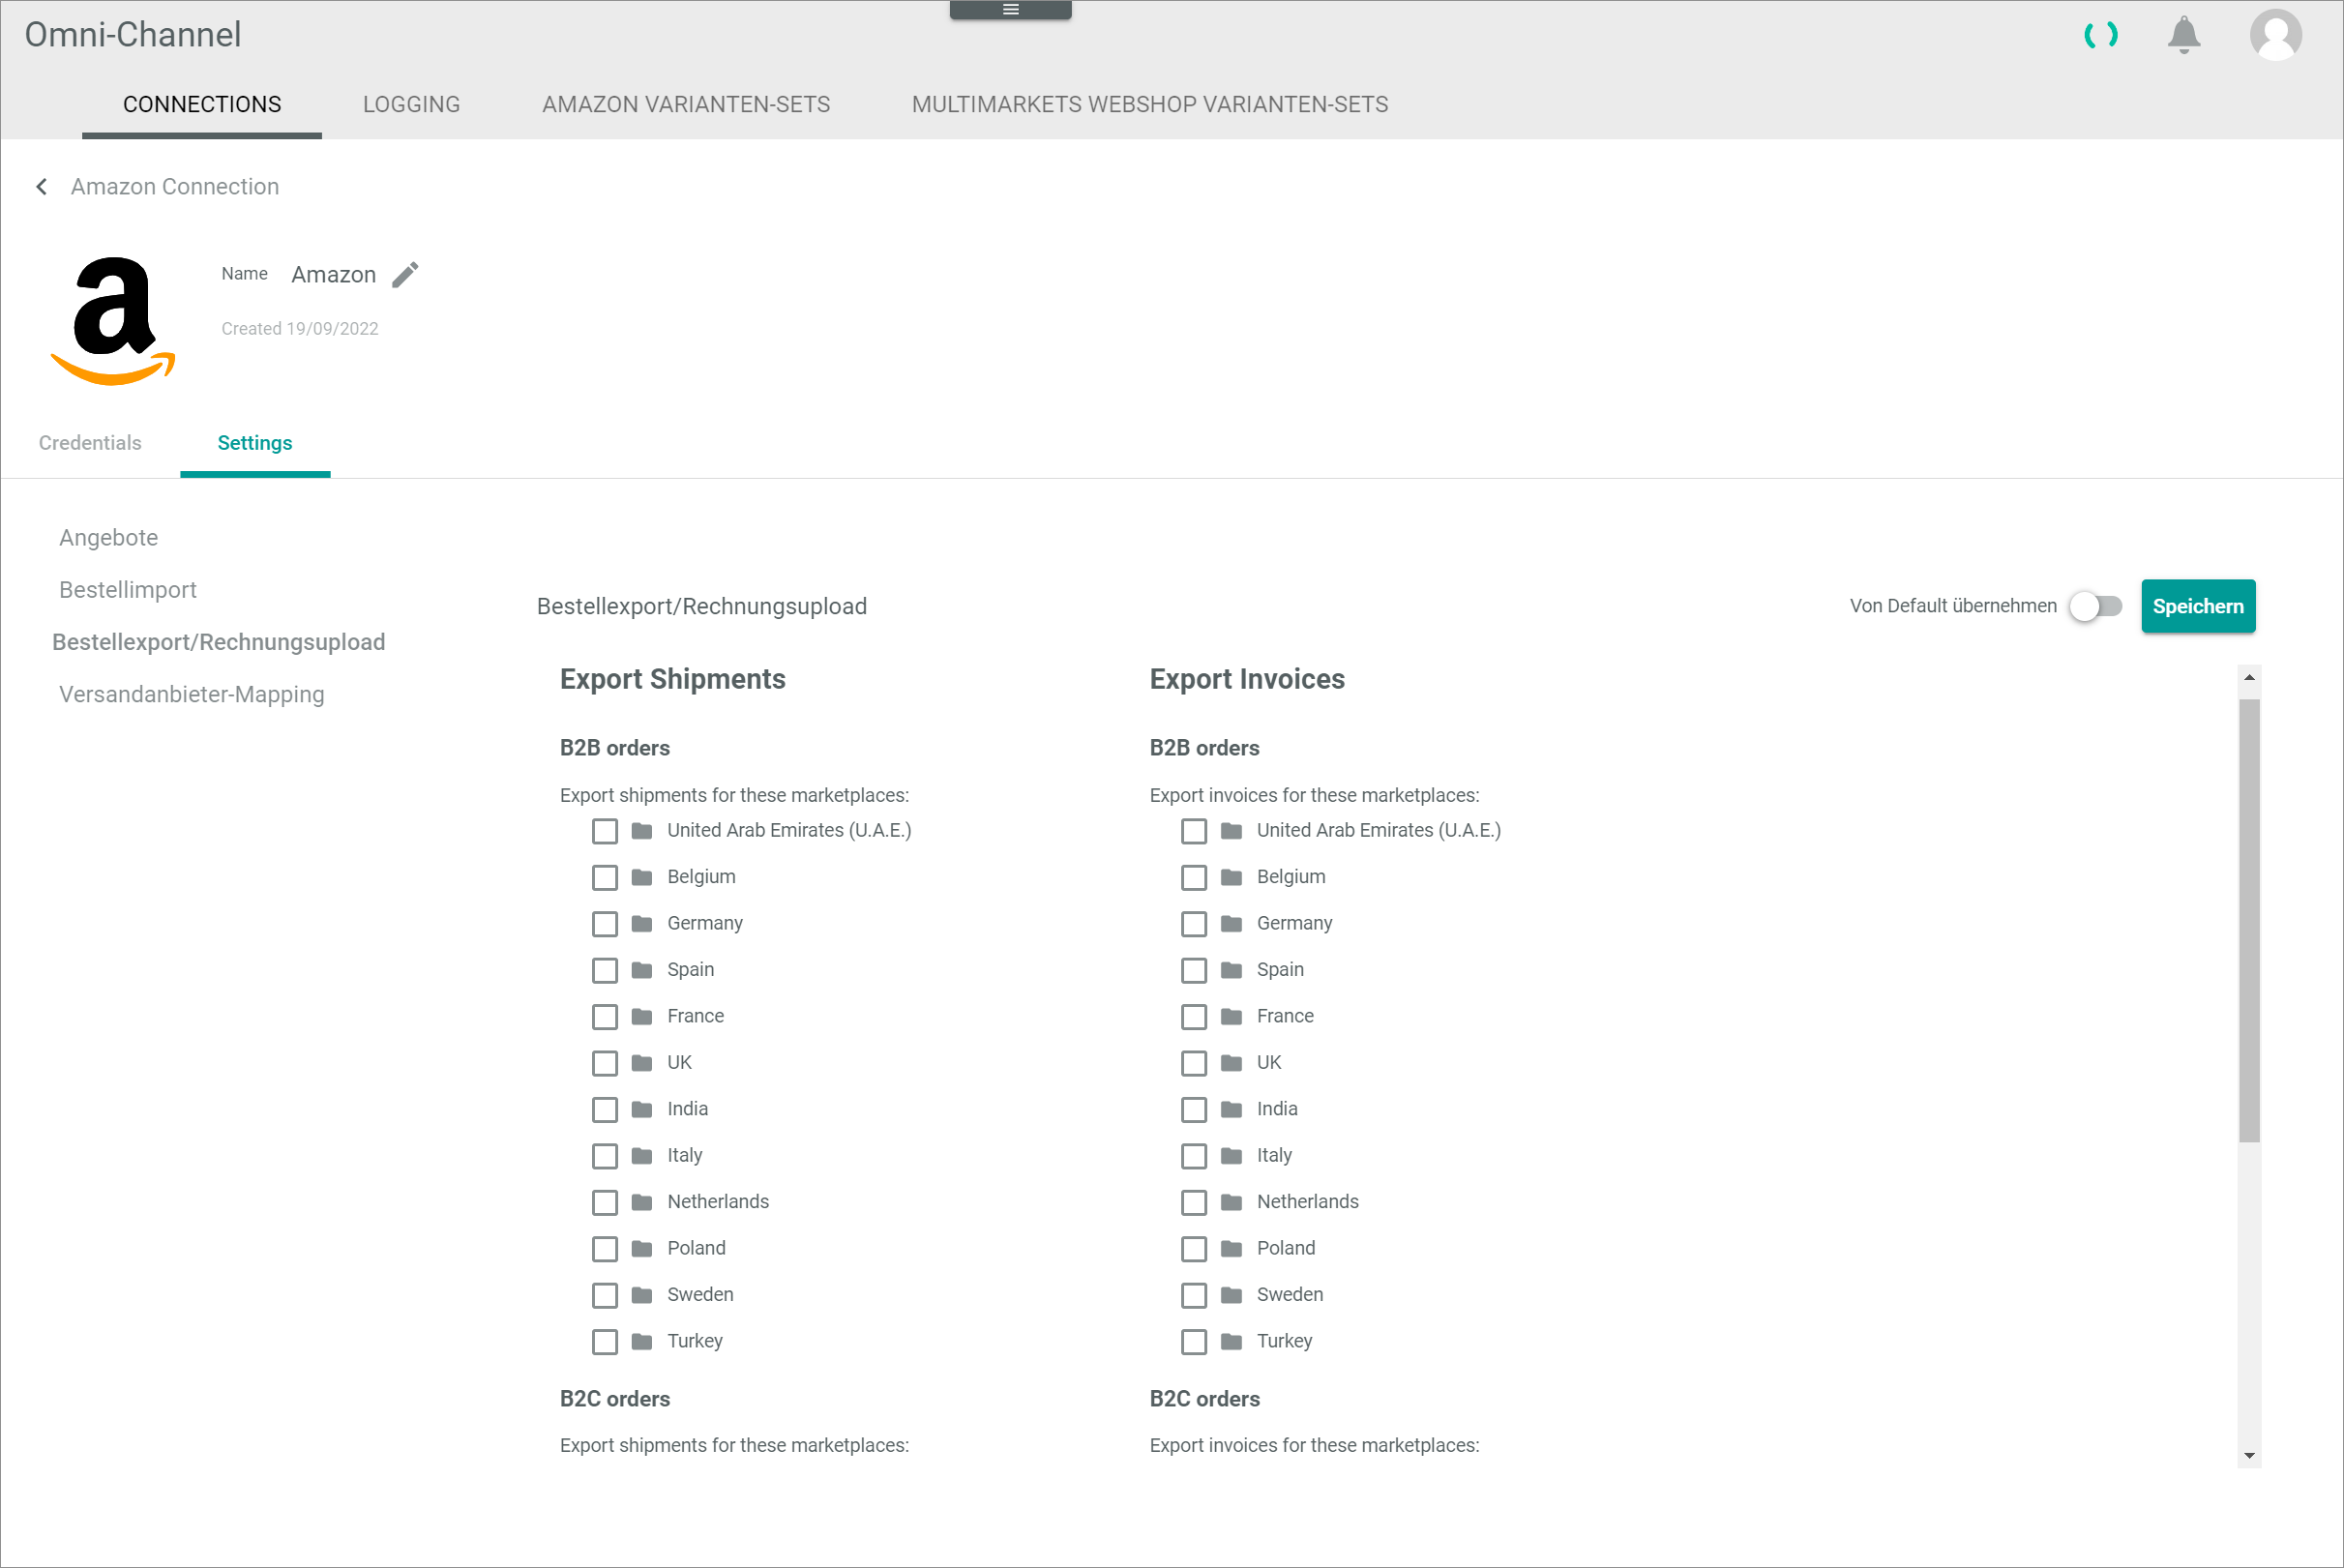 Omni-Channel
CONNECTIONS LOGGING AMAZON VARIANTEN-SETS MULTIMARKETS WEBSHOP VARIANTEN-SETS
Amazon Connection
Name Amazon
Created 19/09/2022
Credentials Settings
Angebote
Bestellimport
Bestellexport/Rechnungsupload
Versandanbieter-Mapping
Bestellexport/Rechnungsupload
Von Default übernehmen Speichern
Export Shipments
B2B orders
Export shipments for these marketplaces:
United Arab Emirates (U.A.E.)
Belgium
Germany
Spain
France
UK
India
Italy
Netherlands
Poland
Sweden
Turkey
B2C orders
Export shipments for these marketplaces:
Export Invoices
B2B orders
Export invoices for these marketplaces:
United Arab Emirates (U.A.E.)
Belgium
Germany
Spain
France
UK
India
Italy
Netherlands
Poland
Sweden
Turkey
B2C orders
Export invoices for these marketplaces: